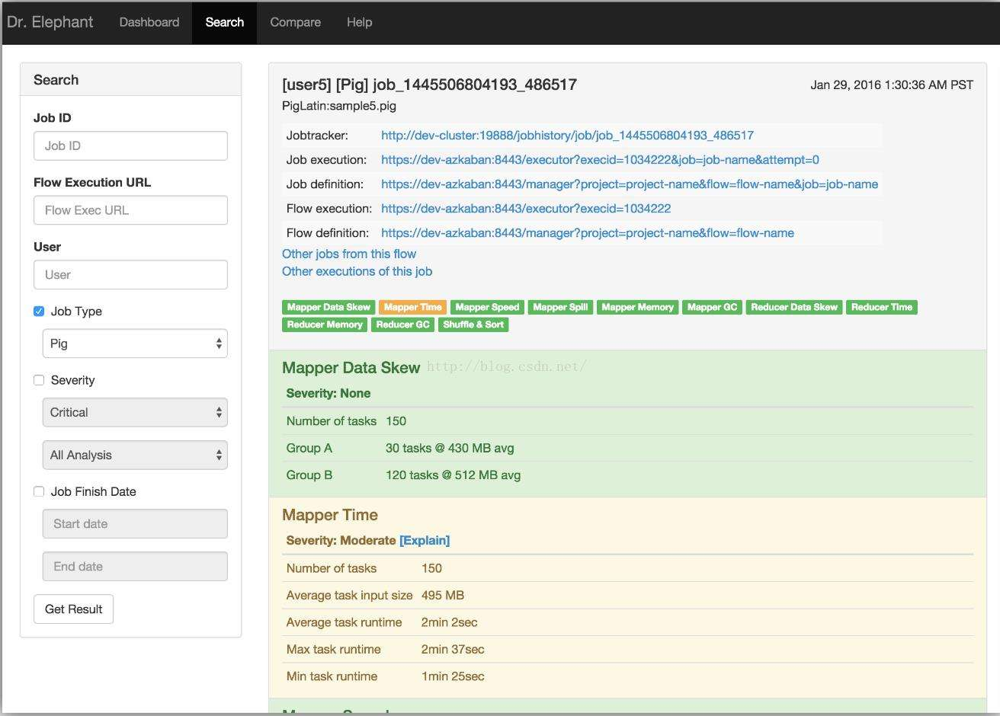 Dr. Elephant Dashboard Search Compare Help
Search
Job ID
Job ID
Flow Execution URL
Flow Exec URL
User
User
Job Type
Pig
Severity
Critical
All Analysis
Job Finish Date
Start date
End date
Get Result
[user5] [Pig] job_1445506804193_486517 Jan 29, 2016 1:30:36 AM PST
PigLatin:sample5.pig
Jobtracker: http://dev-cluster:19888/jobhistory/job/job_1445506804193_486517
Job execution: https://dev-azkaban:8443/executor?execid=1034222&job=job-name&attempt=0
Job definition: https://dev-azkaban:8443/manager?project=project-name&flow=flow-name&job=job-name
Flow execution: https://dev-azkaban:8443/executor?execid=1034222
Flow definition: https://dev-azkaban:8443/manager?project=project-name&flow=flow-name
Other jobs from this flow
Other executions of this job
Mapper Data Skew Mapper Time Mapper Speed Mapper Spill Mapper Memory Mapper GC Reducer Data Skew Reducer Time
Reducer Memory Reducer GC Shuffle & Sort
Mapper Data Skew http://blog.csdn.net/
Severity: None
Number of tasks 150
Group A 30 tasks @ 430 MB avg
Group B 120 tasks @ 512 MB avg
Mapper Time
Severity: Moderate [Explain]
Number of tasks 150
Average task input size 495 MB
Average task runtime 2min 2sec
Max task runtime 2min 37sec
Min task runtime 1min 25sec